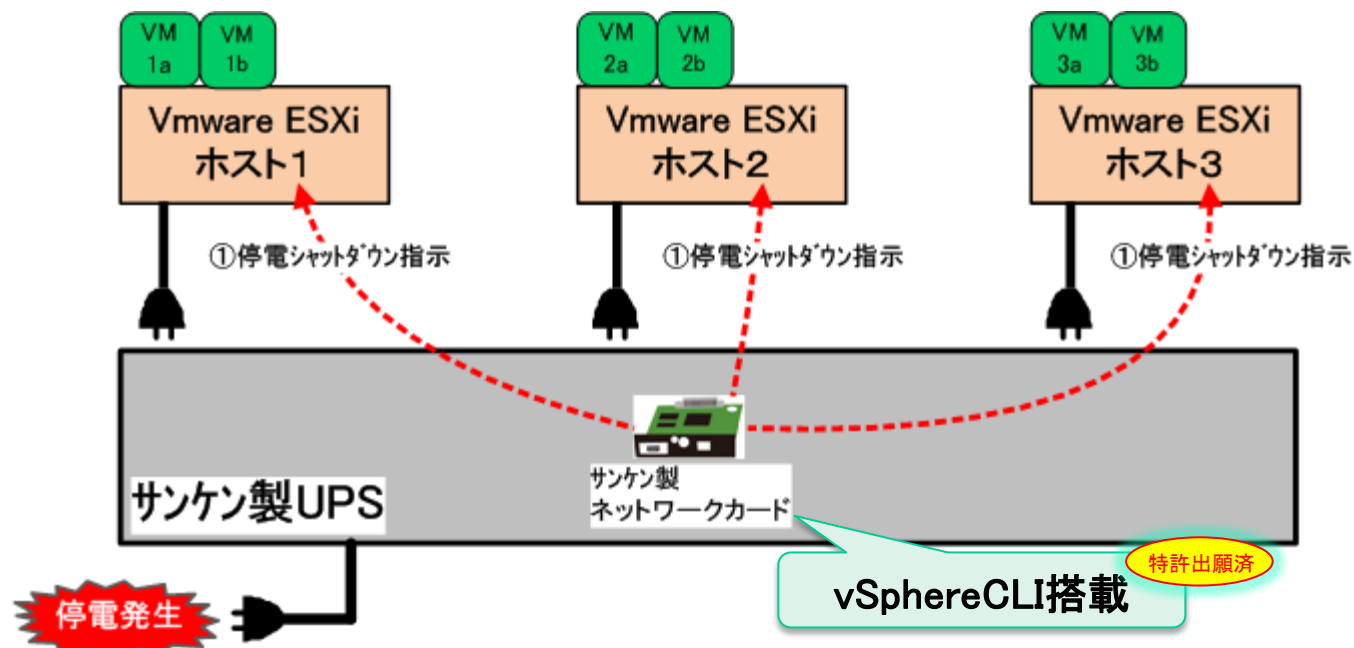 VM
1a
VM
1b
VM
2a
VM
2b
VM
3a
VM
3b
Vmware ESXi
ホスト1
Vmware ESXi
ホスト2
Vmware ESXi
ホスト3
①停電ｼｬｯﾄﾀﾞｳﾝ指示
①停電ｼｬｯﾄﾀﾞｳﾝ指示
①停電ｼｬｯﾄﾀﾞｳﾝ指示
サンケン製UPS
ｻﾝｹﾝ製
ネットワークカード
特許出願済
vSphereCLI搭載
停電発生